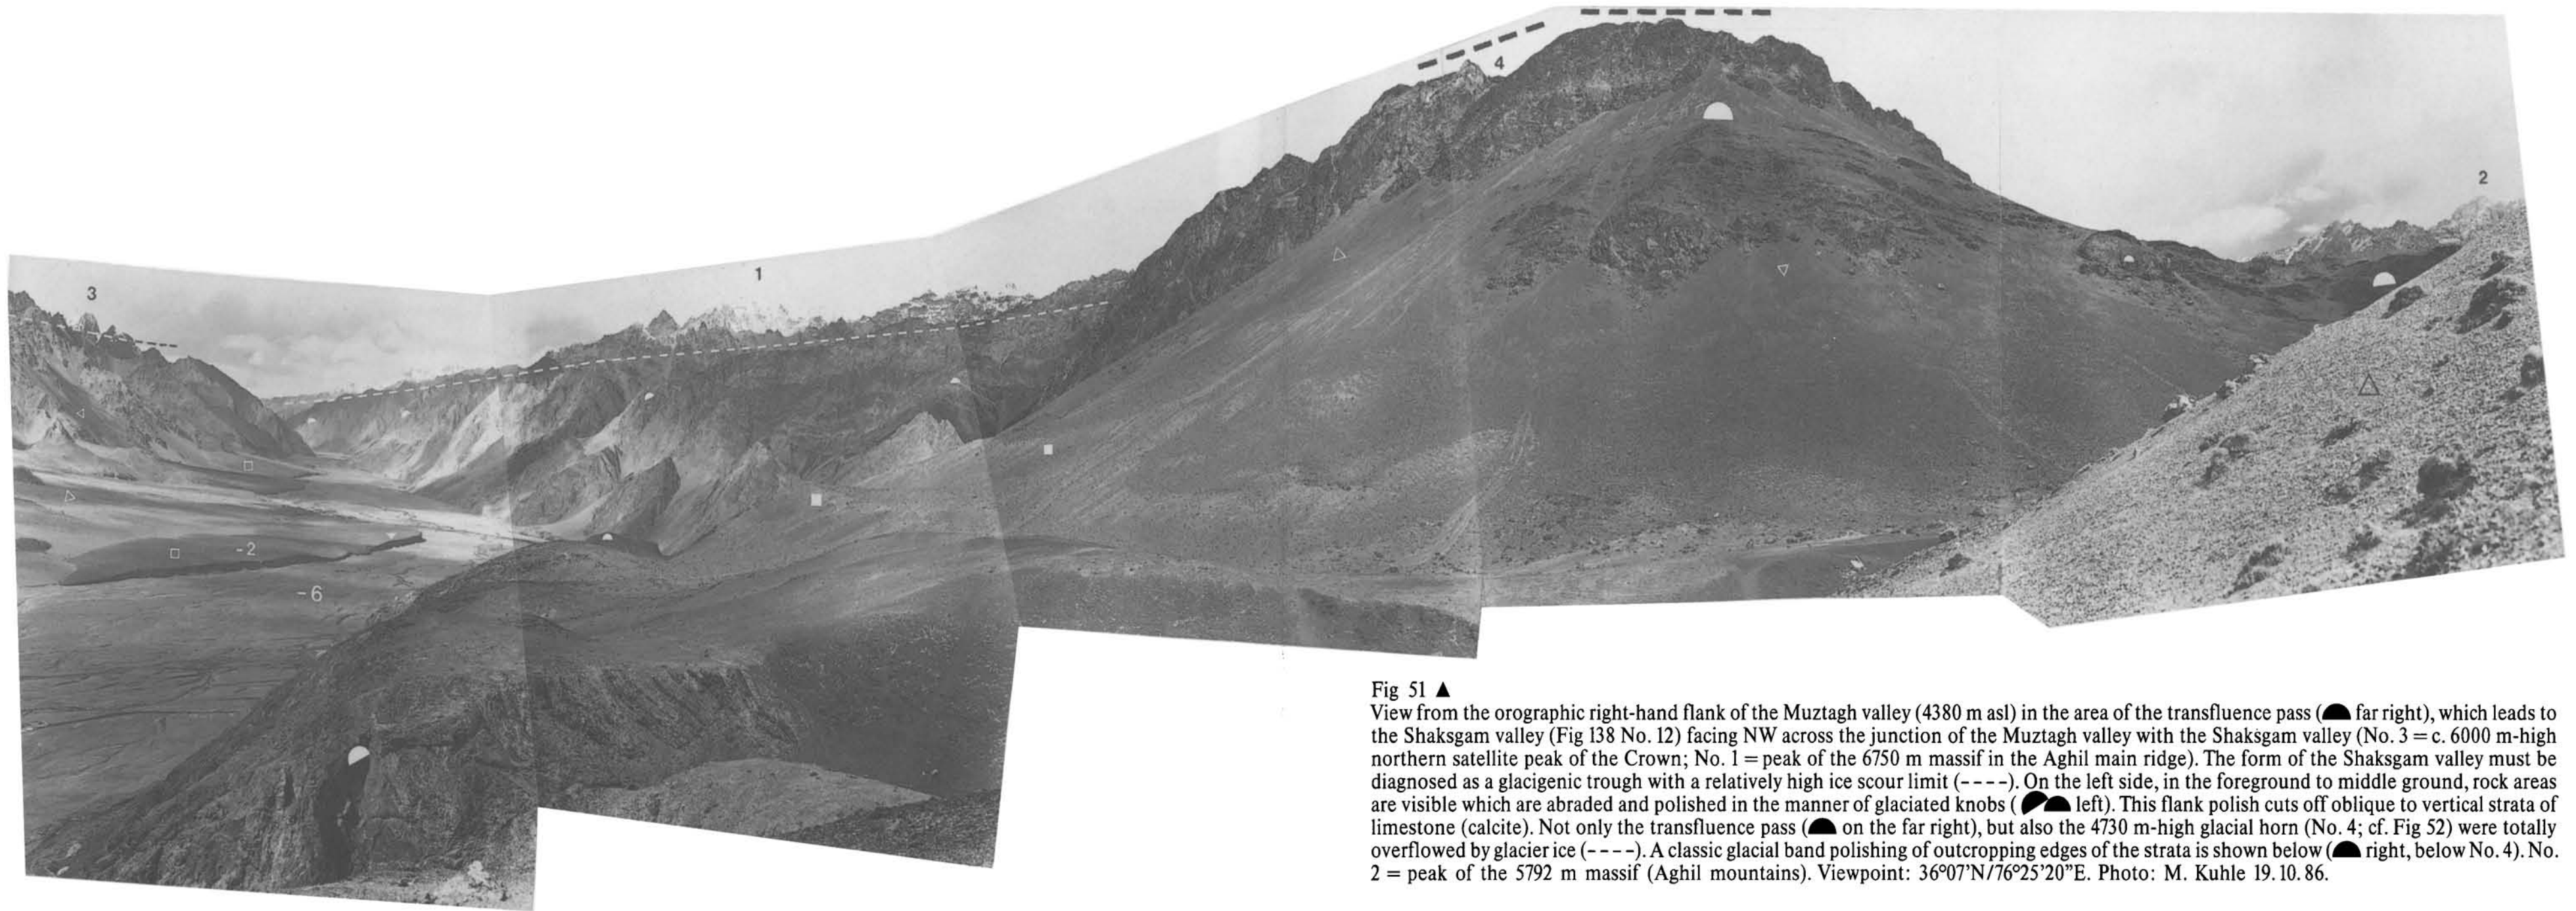 3
1
4
2
-2
-6
Fig 51 ▲
View from the orographic right-hand flank of the Muztagh valley (4380 m asl) in the area of the transfluence pass ( far right), which leads to
the Shaksgam valley (Fig 138 No. 12) facing NW across the junction of the Muztagh valley with the Shaksgam valley (No. 3 = c. 6000 m-high
northern satellite peak of the Crown; No. 1 = peak of the 6750 m massif in the Aghil main ridge). The form of the Shaksgam valley must be
diagnosed as a glacigenic trough with a relatively high ice scour limit (----). On the left side, in the foreground to middle ground, rock areas
are visible which are abraded and polished in the manner of glaciated knobs ( left). This flank polish cuts off oblique to vertical strata of
limestone (calcite). Not only the transfluence pass ( on the far right), but also the 4730 m-high glacial horn (No. 4; cf. Fig 52) were totally
overflowed by glacier ice (----). A classic glacial band polishing of outcropping edges of the strata is shown below ( right, below No. 4). No.
2 = peak of the 5792 m massif (Aghil mountains). Viewpoint: 36°07'N/76°25'20"E. Photo: M. Kuhle 19.10.86.